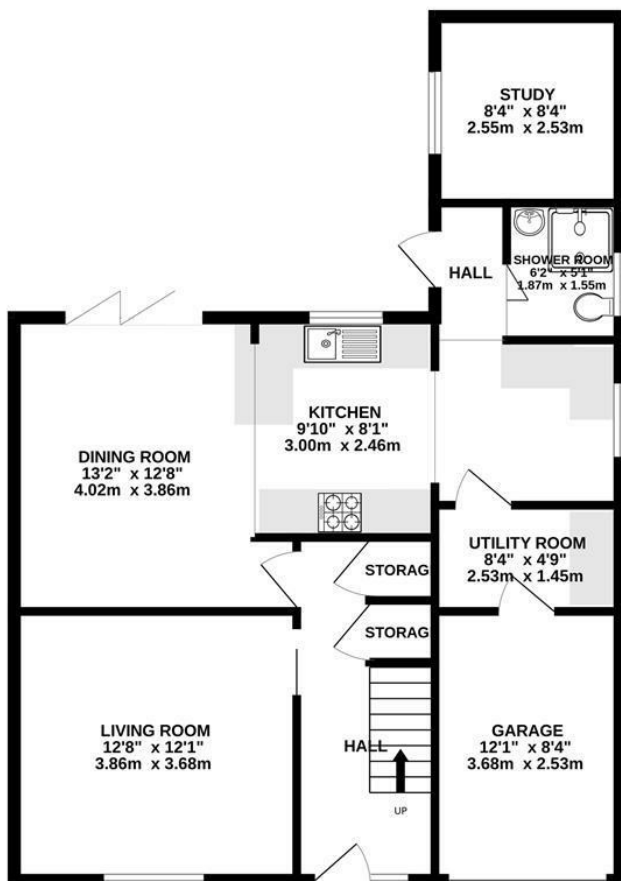 STUDY
8'4" x 8'4"
2.55m x 2.53m
HALL
SHOWER ROOM
6'2" x 5'1"
1.87m x 1.55m
KITCHEN
9'10" x 8'1"
3.00m x 2.46m
DINING ROOM
13'2" x 12'8"
4.02m x 3.86m
UTILITY ROOM
8'4" x 4'9"
2.53m x 1.45m
STORAG
STORAG
LIVING ROOM
12'8" x 12'1"
3.86m x 3.68m
HALL
UP
GARAGE
12'1" x 8'4"
3.68m x 2.53m